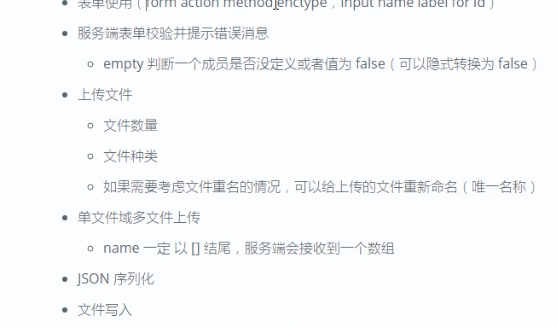 表单使用（form action method enctype，input name label for id）
服务端表单校验并提示错误消息
empty 判断一个成员是否没定义或者值为 false（可以隐式转换为 false）
上传文件
文件数量
文件种类
如果需要考虑文件重名的情况，可以给上传的文件重新命名（唯一名称）
单文件域多文件上传
name 一定 以 [] 结尾，服务端会接收到一个数组
JSON 序列化
文件写入